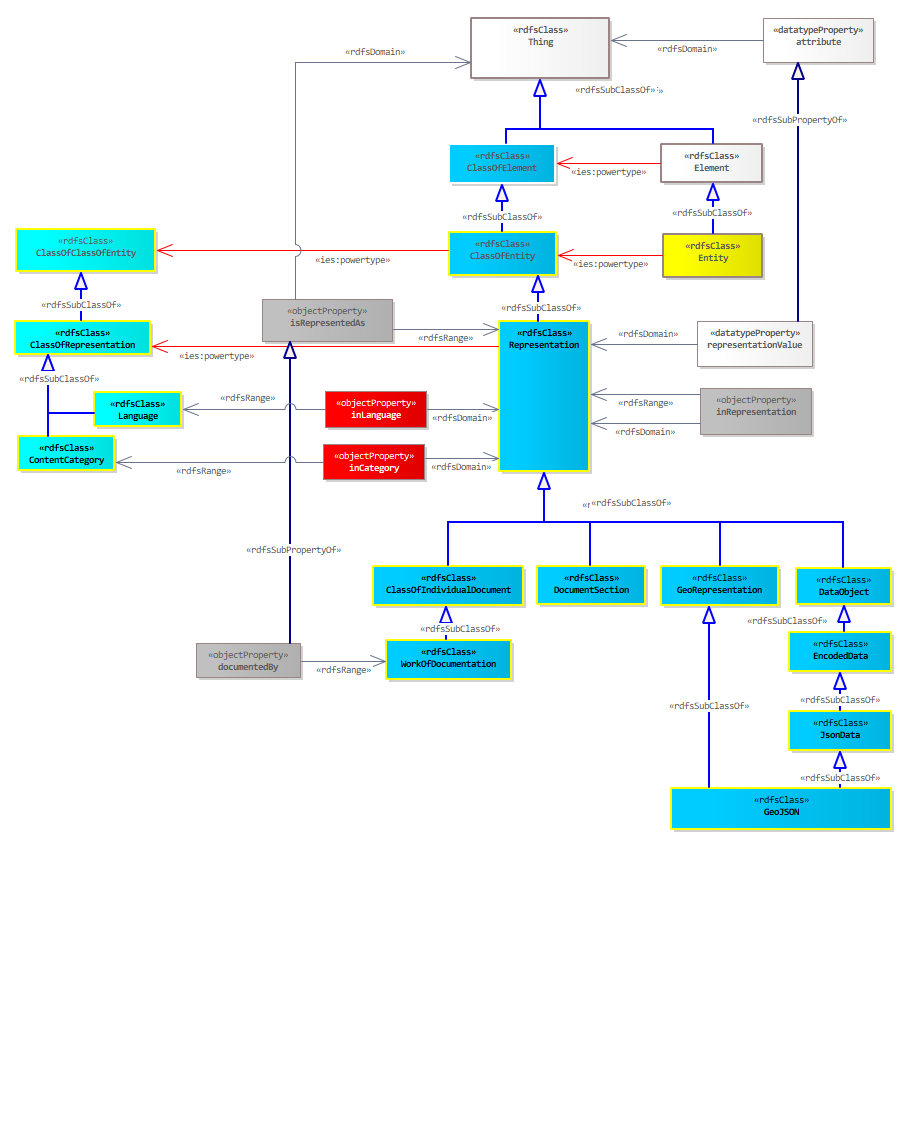 «rdfsClass»
Thing
«datatypeProperty»
attribute
«rdfsDomain»
«rdfsDomain»
«rdfsSubClassOf»
«rdfsSubPropertyOf»
«rdfsClass»
ClassOfElement
«rdfsClass»
Element
«ies:powertype»
«rdfsSubClassOf»
«rdfsSubClassOf»
«rdfsClass»
ClassOfClassOfEntity
«rdfsClass»
ClassOfEntity
«rdfsClass»
Entity
«ies:powertype»
«ies:powertype»
«rdfsSubClassOf»
«rdfsSubClassOf»
«objectProperty»
isRepresentedAs
«rdfsClass»
ClassOfRepresentation
«rdfsClass»
Representation
«datatypeProperty»
representationValue
«rdfsRange»
«rdfsDomain»
«ies:powertype»
«rdfsSubClassOf»
«rdfsClass»
Language
«rdfsRange»
«objectProperty»
inLanguage
«rdfsDomain»
«rdfsRange»
«objectProperty»
inRepresentation
«rdfsDomain»
«rdfsClass»
ContentCategory
«rdfsRange»
«objectProperty»
inCategory
«rdfsDomain»
«rdfsSubClassOf»
«rdfsSubPropertyOf»
«rdfsClass»
ClassOfIndividualDocument
«rdfsClass»
DocumentSection
«rdfsClass»
GeoRepresentation
«rdfsClass»
DataObject
«rdfsSubClassOf»
«rdfsSubClassOf»
«objectProperty»
documentedBy
«rdfsRange»
«rdfsClass»
WorkOfDocumentation
«rdfsClass»
EncodedData
«rdfsSubClassOf»
«rdfsSubClassOf»
«rdfsClass»
JsonData
«rdfsSubClassOf»
«rdfsClass»
GeoJSON